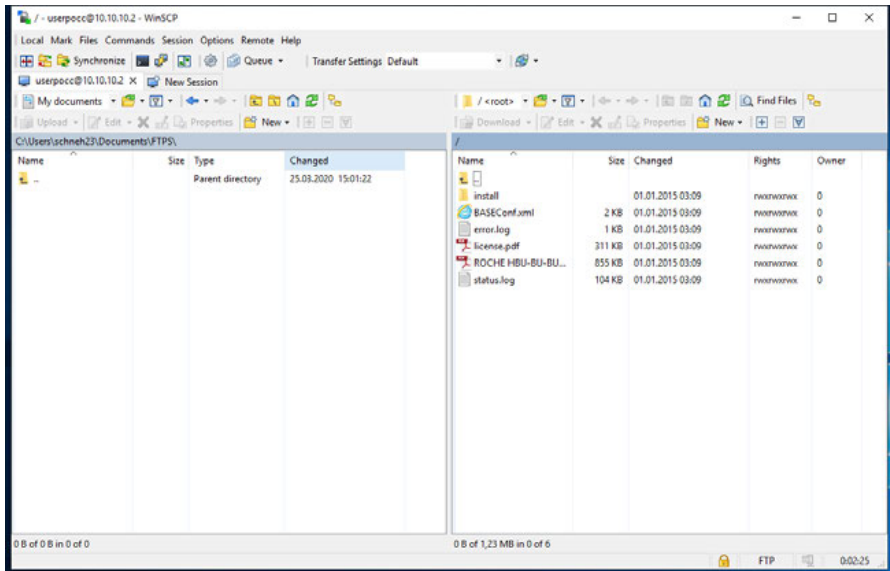 / - userpocc@10.10.10.2 - WinSCP
Local Mark Files Commands Session Options Remote Help
Synchronize Queue Transfer Settings Default
userpocc@10.10.10.2 New Session
My documents
Upload Edit Properties New
C:\Users\schneh23\Documents\FTPS\
Name Size Type Changed
.. Parent directory 25.03.2020 15:01:22
0 B of 0 B in 0 of 0
/ <root> Find Files
Download Edit Properties New
/
Name Size Changed Rights Owner
..
install 01.01.2015 03:09 rwxrwxrwx 0
BASEConf.xml 2 KB 01.01.2015 03:09 rwxrwxrwx 0
error.log 1 KB 01.01.2015 03:09 rwxrwxrwx 0
license.pdf 311 KB 01.01.2015 03:09 rwxrwxrwx 0
ROCHE HBU-BU-BU... 855 KB 01.01.2015 03:09 rwxrwxrwx 0
status.log 104 KB 01.01.2015 03:09 rwxrwxrwx 0
0 B of 1,23 MB in 0 of 6
FTP 0:02:25